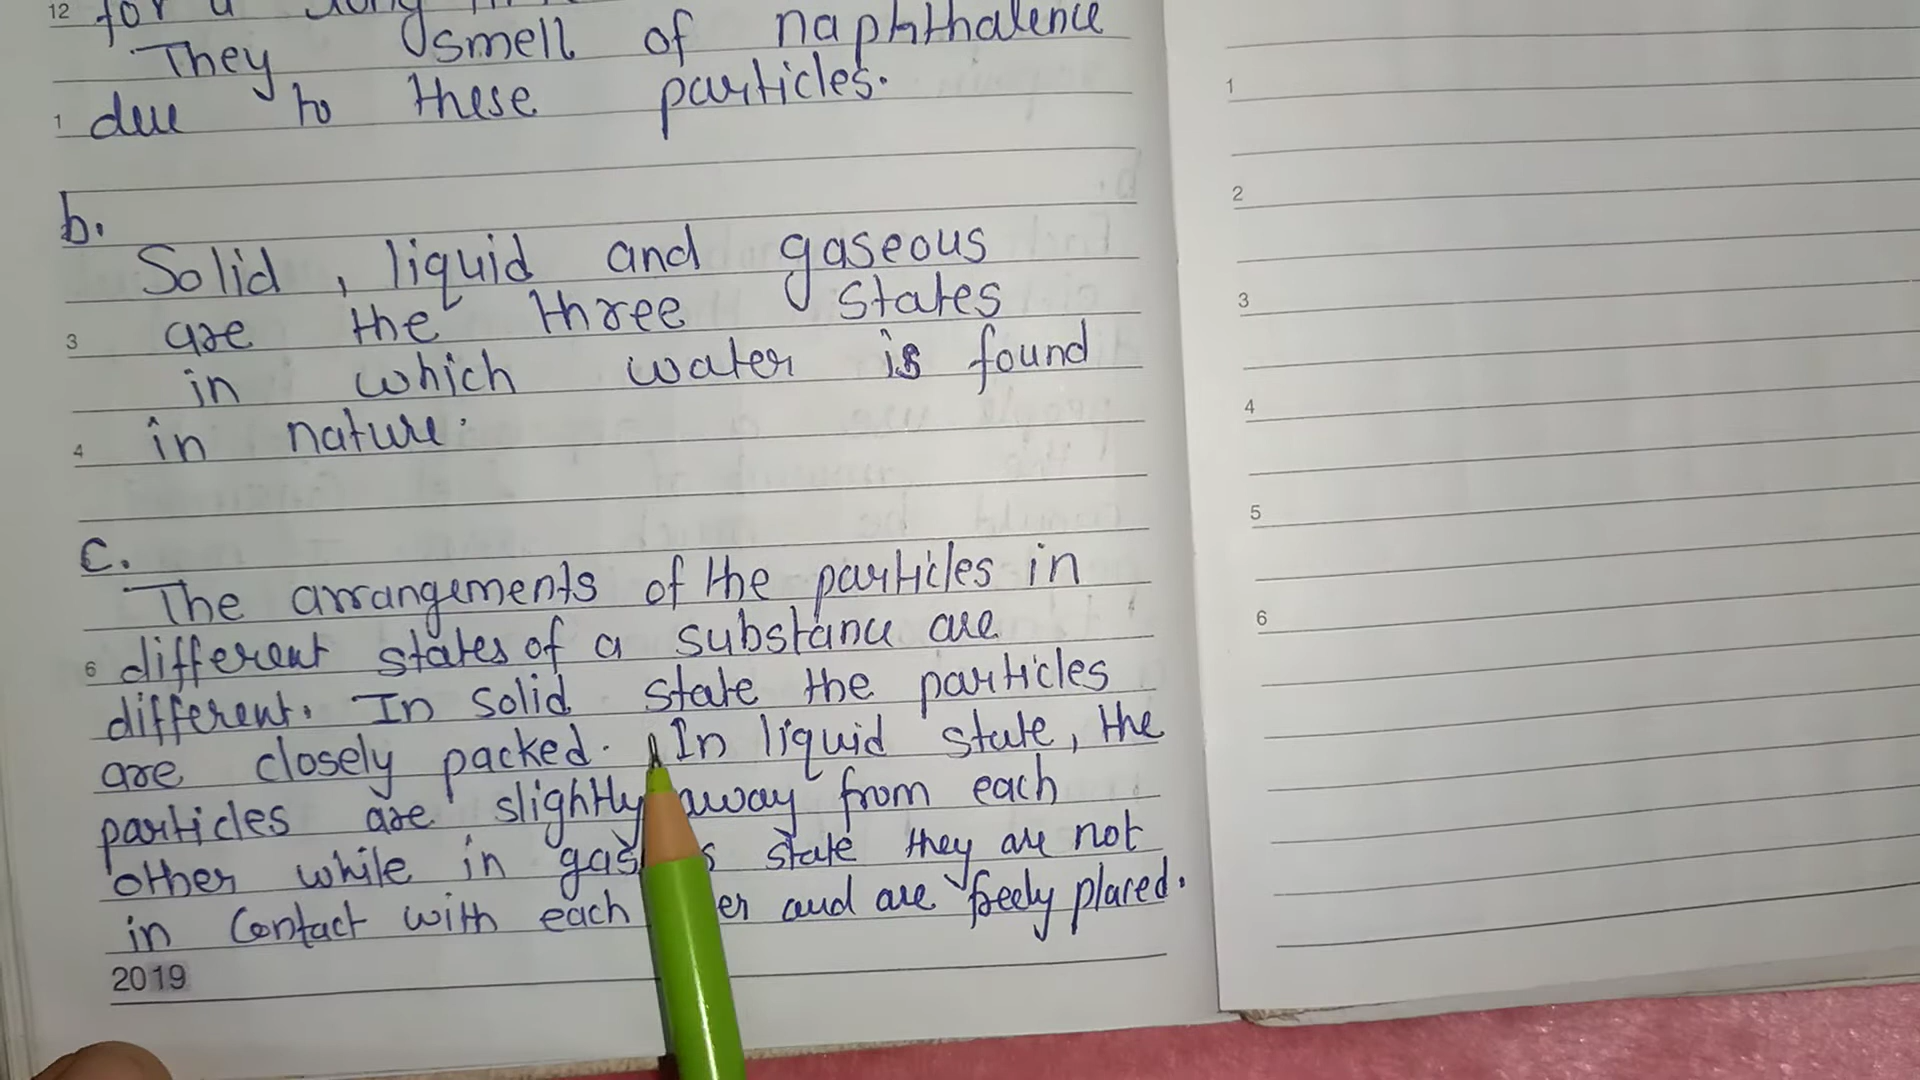 12 for a long
They smell of naphthalene
1 due to these particles.
b.
Solid, liquid and gaseous
3 are the three states
in which water is found
4 in nature.
c.
The arrangements of the particles in
6 different states of a substance are
different. In solid state the particles
are closely packed. In liquid state, the
particles are slightly away from each
other while in state they are not
in contact with each and are freely placed.
2019
1
2
3
4
5
6